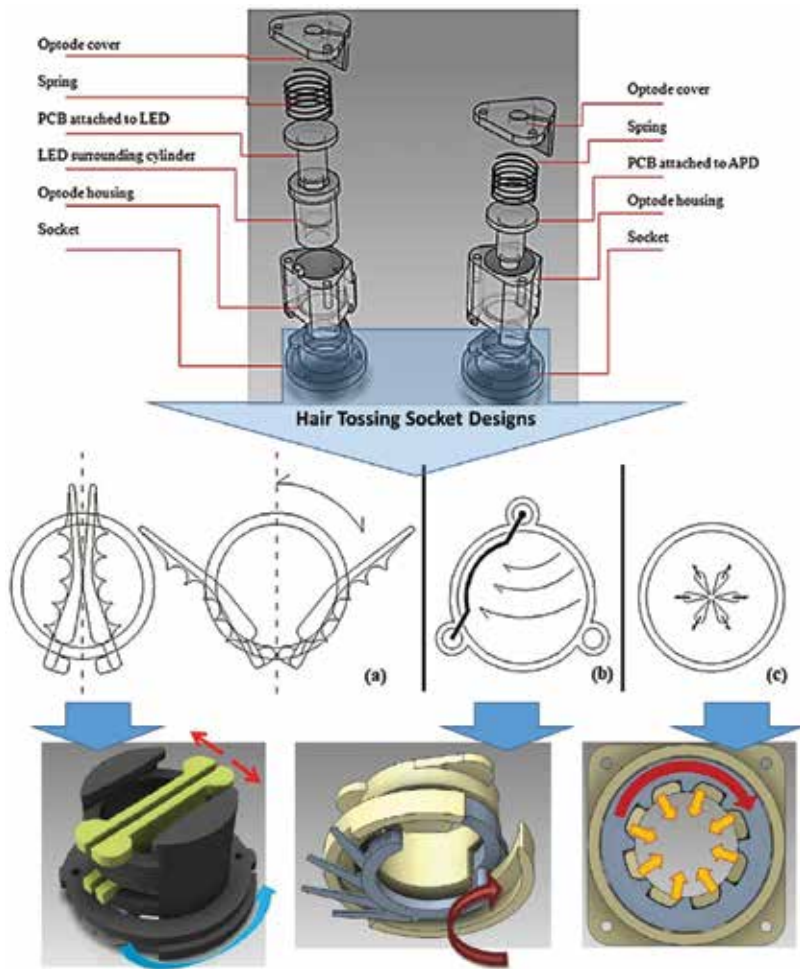 Optode cover
Spring
PCB attached to LED
LED surrounding cylinder
Optode housing
Socket
Optode cover
Spring
PCB attached to APD
Optode housing
Socket
Hair Tossing Socket Designs
(a)
(b)
(c)